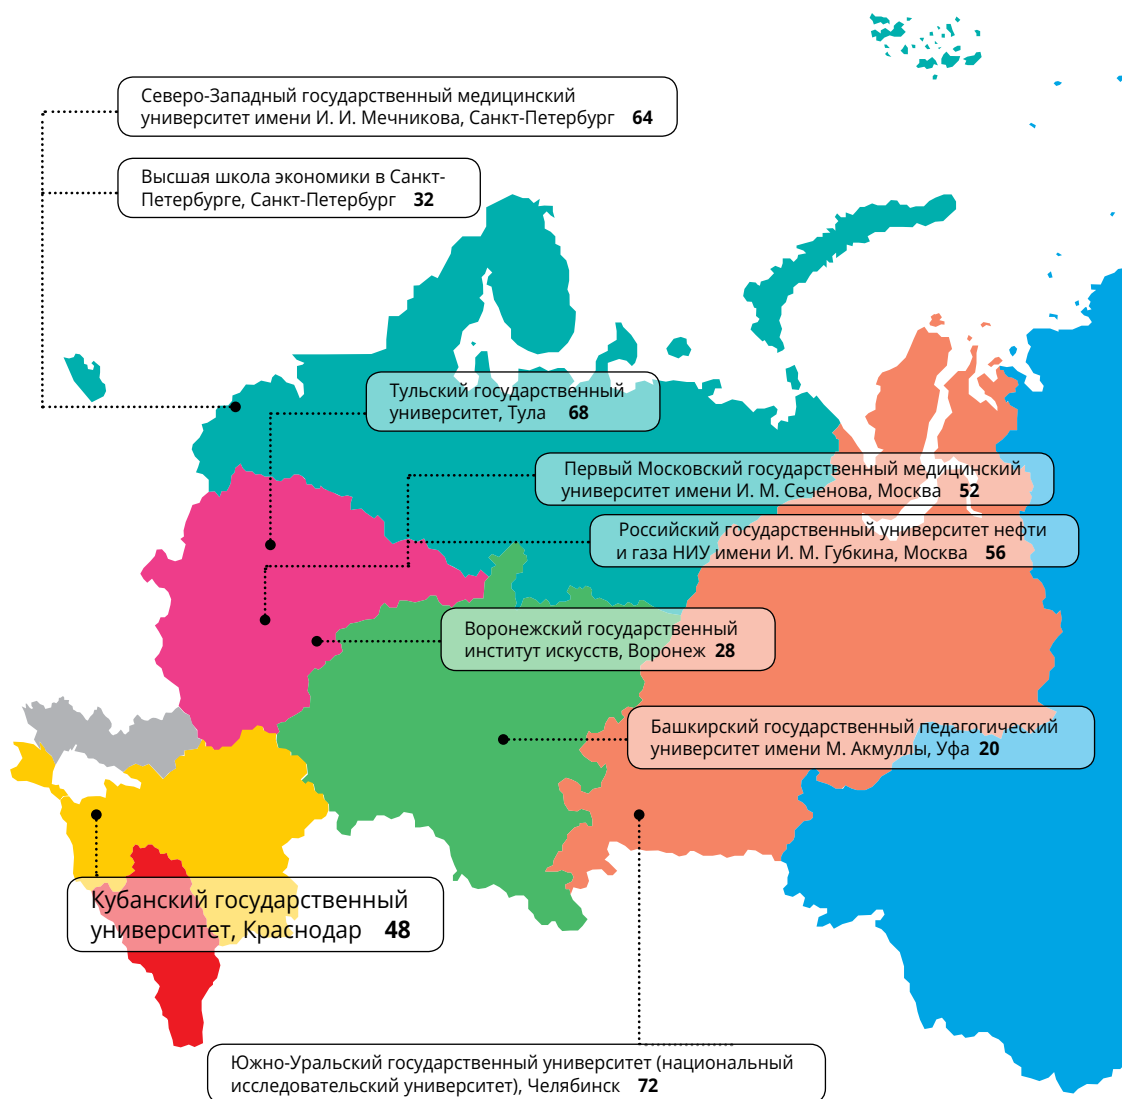 Северо-Западный государственный медицинский
университет имени И. И. Мечникова, Санкт-Петербург 64
Высшая школа экономики в Санкт-
Петербурге, Санкт-Петербург 32
Тульский государственный
университет, Тула 68
Первый Московский государственный медицинский
университет имени И. М. Сеченова, Москва 52
Российский государственный университет нефти
и газа НИУ имени И. М. Губкина, Москва 56
Воронежский государственный
институт искусств, Воронеж 28
Башкирский государственный педагогический
университет имени М. Акмуллы, Уфа 20
Кубанский государственный
университет, Краснодар 48
Южно-Уральский государственный университет (национальный
исследовательский университет), Челябинск 72